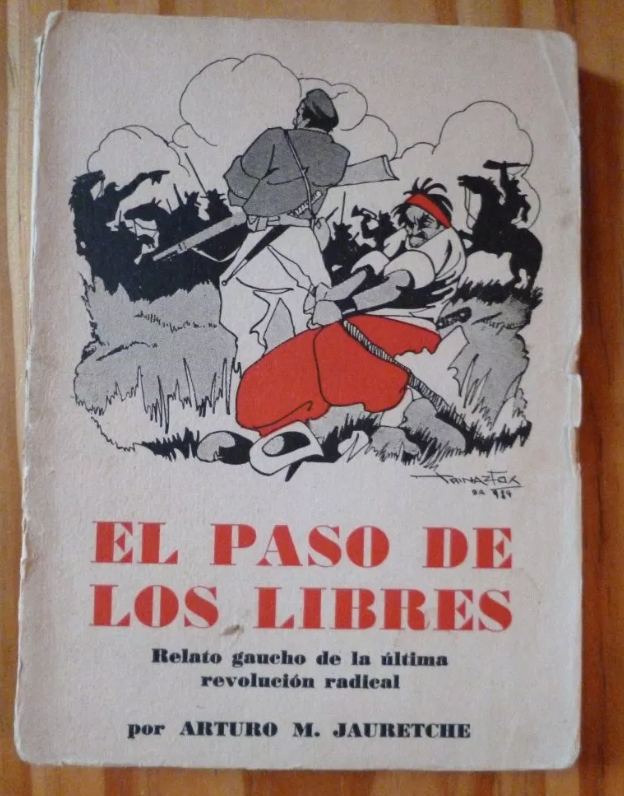 EL PASO DE
LOS LIBRES
Relato gaucho de la última
revolución radical
por ARTURO M. JAURETCHE